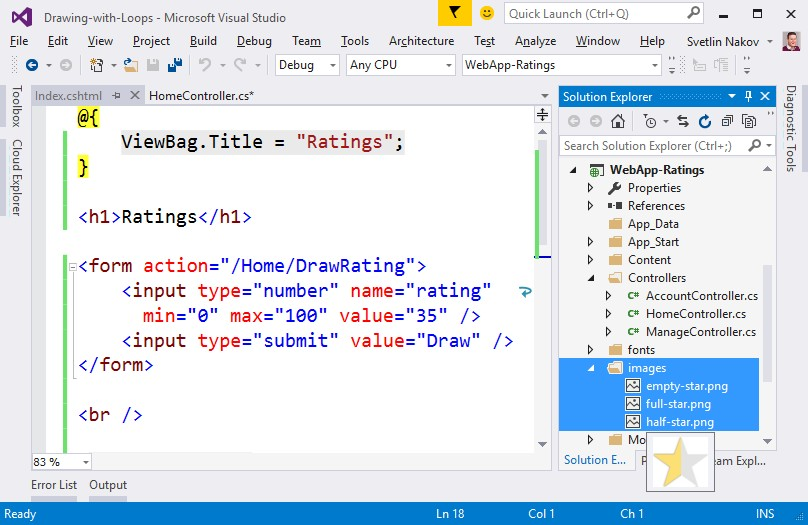 Drawing-with-Loops - Microsoft Visual Studio
Quick Launch (Ctrl+Q)
File Edit View Project Build Debug Team Tools Architecture Test Analyze Window Help Svetlin Nakov
Debug Any CPU WebApp-Ratings
Toolbox
Cloud Explorer
Index.cshtml HomeController.cs*
@{
ViewBag.Title = "Ratings";
}
<h1>Ratings</h1>
<form action="/Home/DrawRating">
<input type="number" name="rating"
min="0" max="100" value="35" />
<input type="submit" value="Draw" />
</form>
<br />
83 %
Solution Explorer
Search Solution Explorer (Ctrl+;)
WebApp-Ratings
Properties
References
App_Data
App_Start
Content
Controllers
C# AccountController.cs
C# HomeController.cs
C# ManageController.cs
fonts
images
empty-star.png
full-star.png
half-star.png
Mo
Solution E... eam Expl...
Diagnostic Tools
Error List Output
Ready Ln 18 Col 1 Ch 1 INS